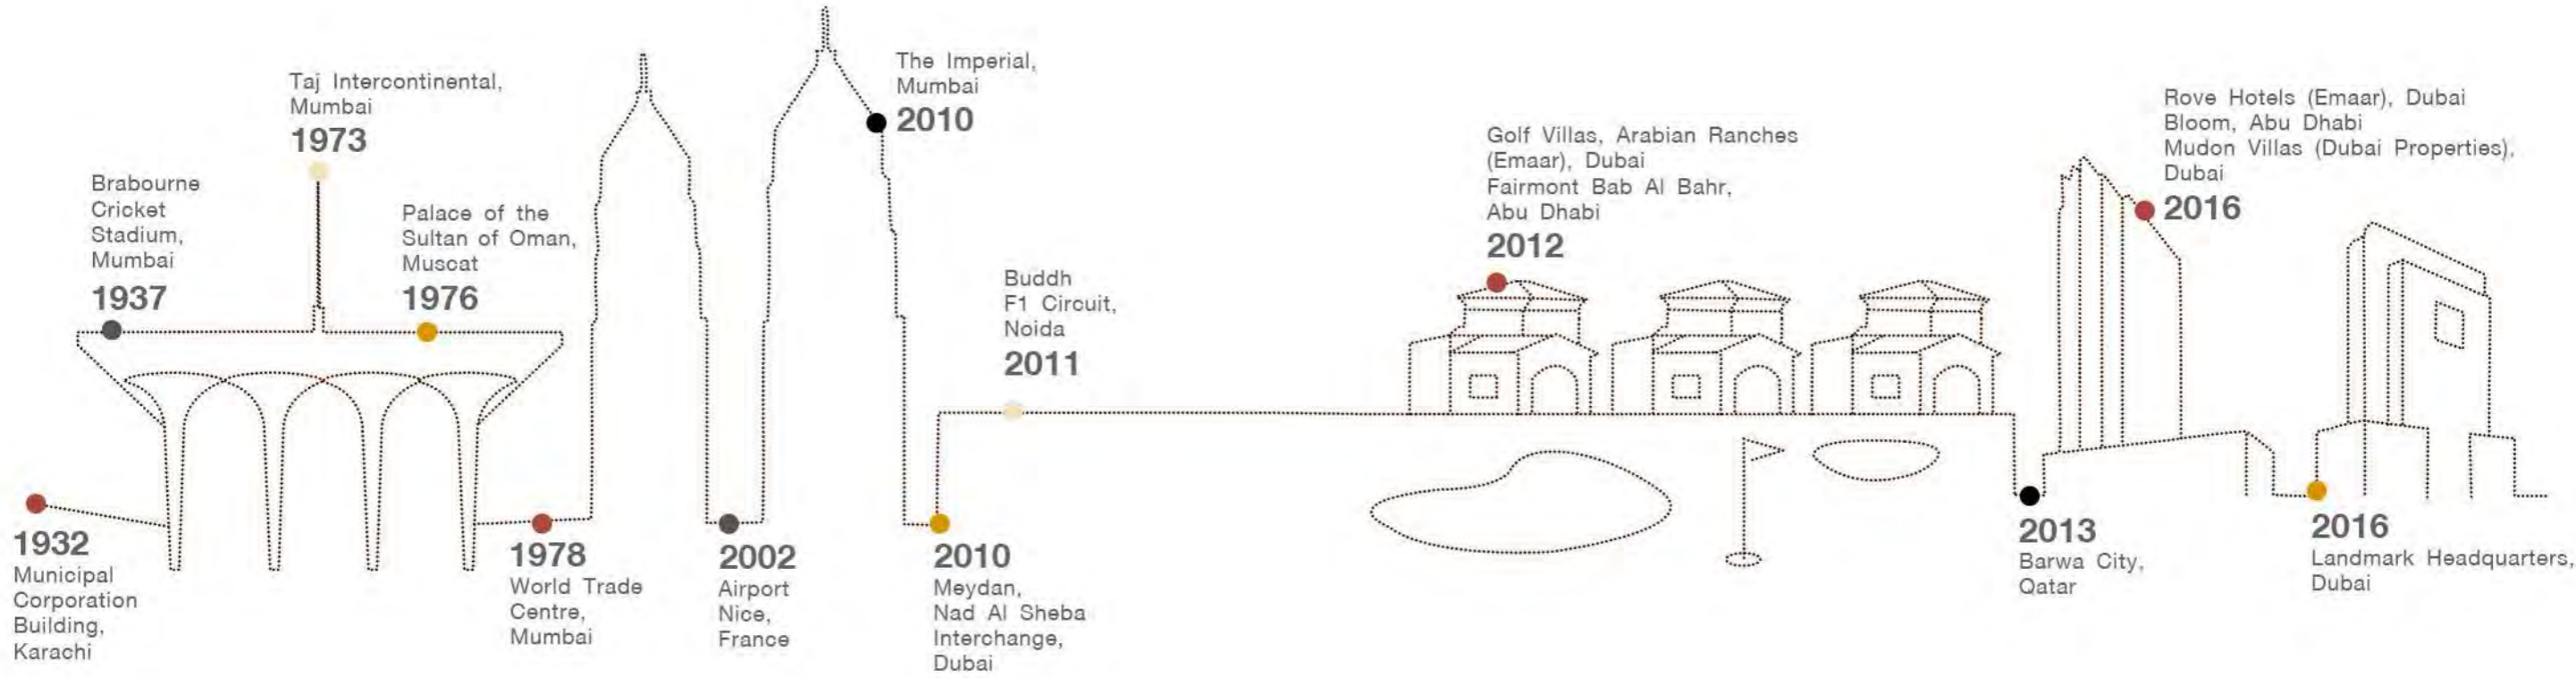 1932
Municipal
Corporation
Building,
Karachi
Brabourne
Cricket
Stadium,
Mumbai
1937
Taj Intercontinental,
Mumbai
1973
Palace of the
Sultan of Oman,
Muscat
1976
1978
World Trade
Centre,
Mumbai
2002
Airport
Nice,
France
The Imperial,
Mumbai
2010
2010
Meydan,
Nad Al Sheba
Interchange,
Dubai
Buddh
F1 Circuit,
Noida
2011
Golf Villas, Arabian Ranches
(Emaar), Dubai
Fairmont Bab Al Bahr,
Abu Dhabi
2012
2013
Barwa City,
Qatar
Rove Hotels (Emaar), Dubai
Bloom, Abu Dhabi
Mudon Villas (Dubai Properties),
Dubai
2016
2016
Landmark Headquarters,
Dubai